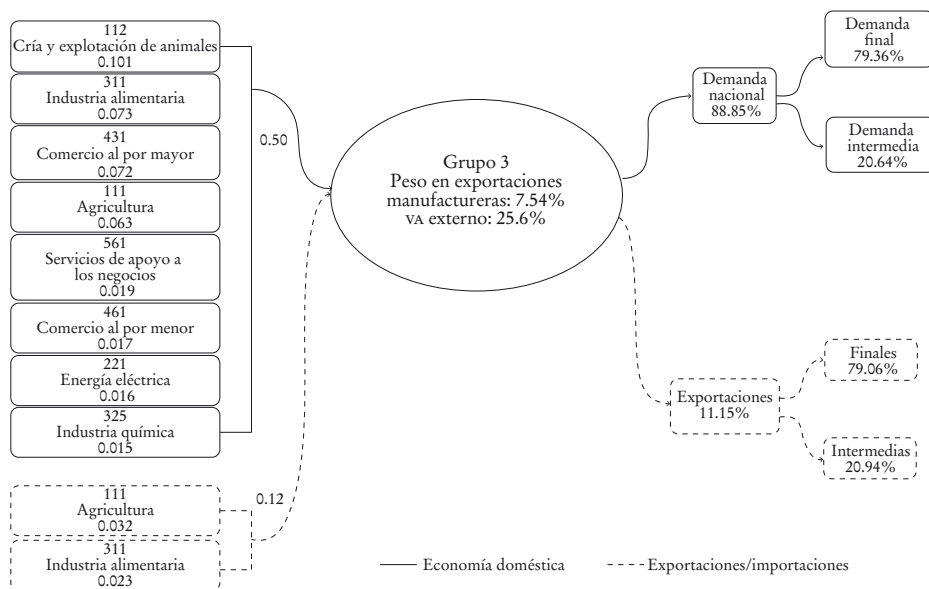 112
Cría y explotación de animales
0.101
311
Industria alimentaria
0.073
431
Comercio al por mayor
0.072
111
Agricultura
0.063
561
Servicios de apoyo a
los negocios
0.019
461
Comercio al por menor
0.017
221
Energía eléctrica
0.016
325
Industria química
0.015
111
Agricultura
0.032
311
Industria alimentaria
0.023
0.50
0.12
Grupo 3
Peso en exportaciones
manufactureras: 7.54%
VA externo: 25.6%
Demanda
nacional
88.85%
Demanda
final
79.36%
Demanda
intermedia
20.64%
Exportaciones
11.15%
Finales
79.06%
Intermedias
20.94%
Economía doméstica
Exportaciones/importaciones